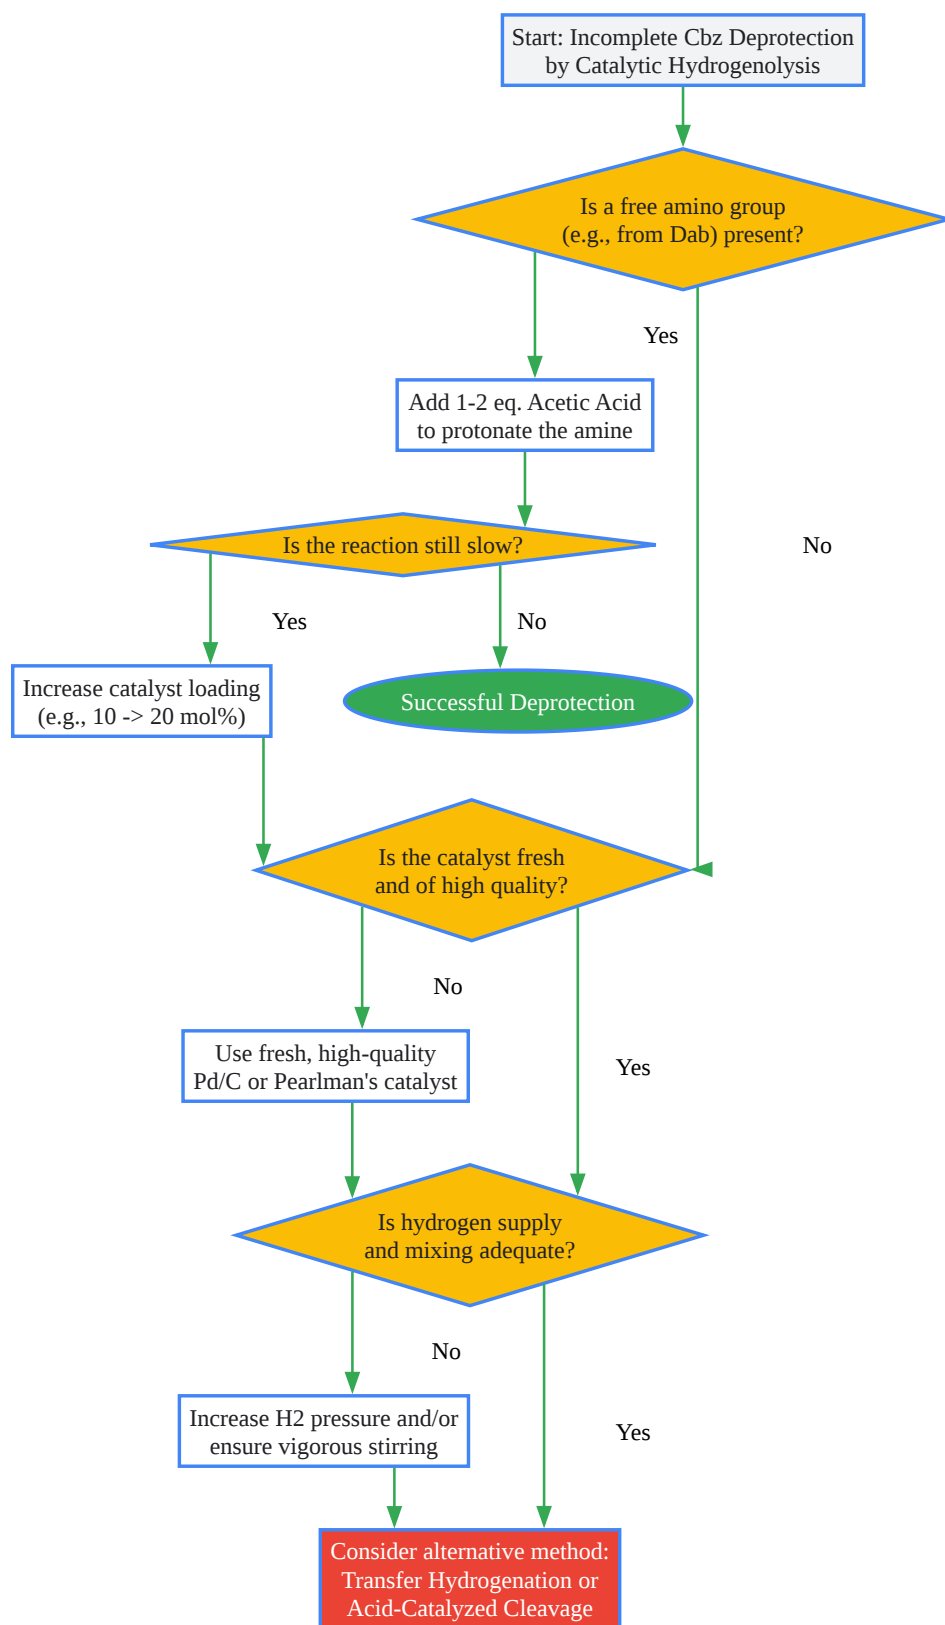 Start: Incomplete Cbz Deprotection
by Catalytic Hydrogenolysis
Is a free amino group
(e.g., from Dab) present?
Yes
Add 1-2 eq. Acetic Acid
to protonate the amine
No
Is the reaction still slow?
Yes
No
Increase catalyst loading
(e.g., 10 -> 20 mol%)
Successful Deprotection
Is the catalyst fresh
and of high quality?
No
Use fresh, high-quality
Pd/C or Pearlman's catalyst
Yes
Is hydrogen supply
and mixing adequate?
No
Increase H2 pressure and/or
ensure vigorous stirring
Yes
Consider alternative method:
Transfer Hydrogenation or
Acid-Catalyzed Cleavage